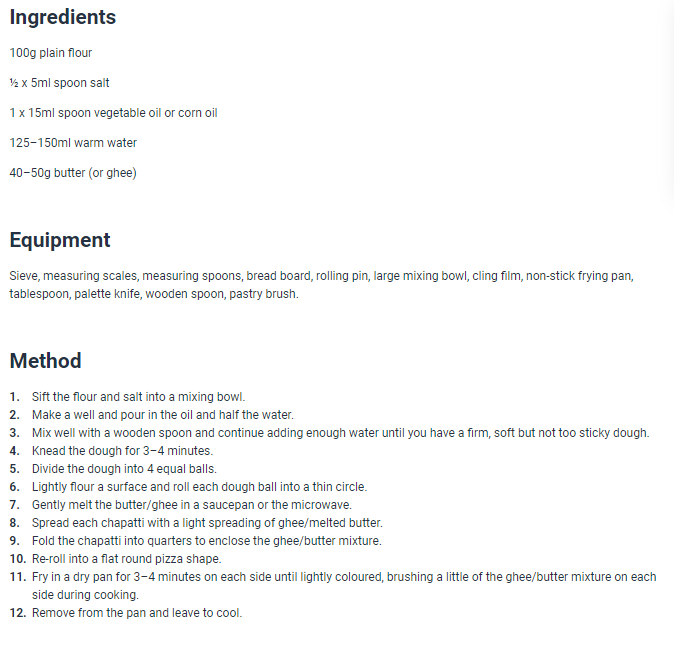 Ingredients
100g plain flour
½ x 5ml spoon salt
1 x 15ml spoon vegetable oil or corn oil
125–150ml warm water
40–50g butter (or ghee)
Equipment
Sieve, measuring scales, measuring spoons, bread board, rolling pin, large mixing bowl, cling film, non-stick frying pan,
tablespoon, palette knife, wooden spoon, pastry brush.
Method
1. Sift the flour and salt into a mixing bowl.
2. Make a well and pour in the oil and half the water.
3. Mix well with a wooden spoon and continue adding enough water until you have a firm, soft but not too sticky dough.
4. Knead the dough for 3–4 minutes.
5. Divide the dough into 4 equal balls.
6. Lightly flour a surface and roll each dough ball into a thin circle.
7. Gently melt the butter/ghee in a saucepan or the microwave.
8. Spread each chapatti with a light spreading of ghee/melted butter.
9. Fold the chapatti into quarters to enclose the ghee/butter mixture.
10. Re-roll into a flat round pizza shape.
11. Fry in a dry pan for 3–4 minutes on each side until lightly coloured, brushing a little of the ghee/butter mixture on each
side during cooking.
12. Remove from the pan and leave to cool.